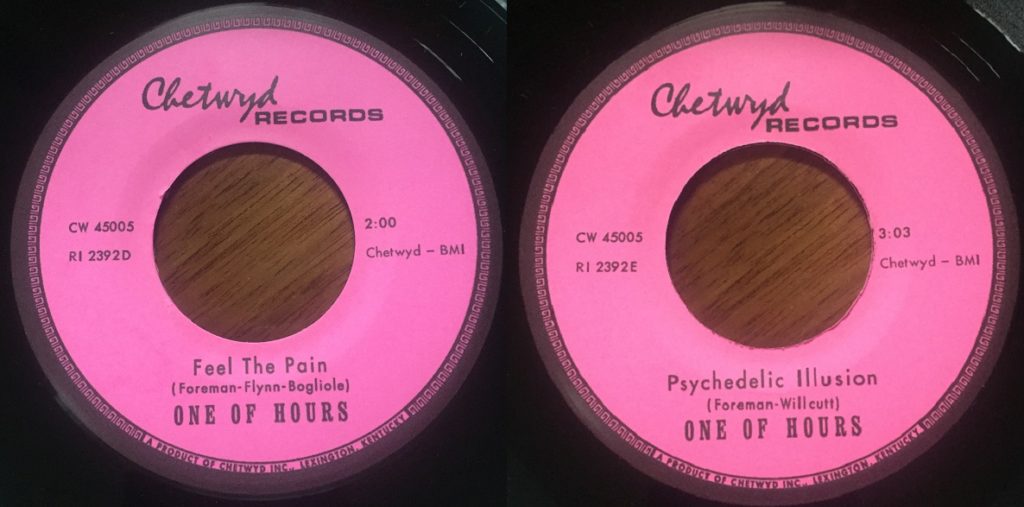 Chetwyd
RECORDS
CW 45005
RI 2392D
2:00
Chetwyd - BMI
Feel The Pain
(Foreman-Flynn-Bogliole)
ONE OF HOURS
A PRODUCT OF CHETWYD INC., LEXINGTON, KENTUCKY
Chetwyd
RECORDS
CW 45005
RI 2392E
3:03
Chetwyd - BMI
Psychedelic Illusion
(Foreman-Willcutt)
ONE OF HOURS
A PRODUCT OF CHETWYD INC., LEXINGTON, KENTUCKY